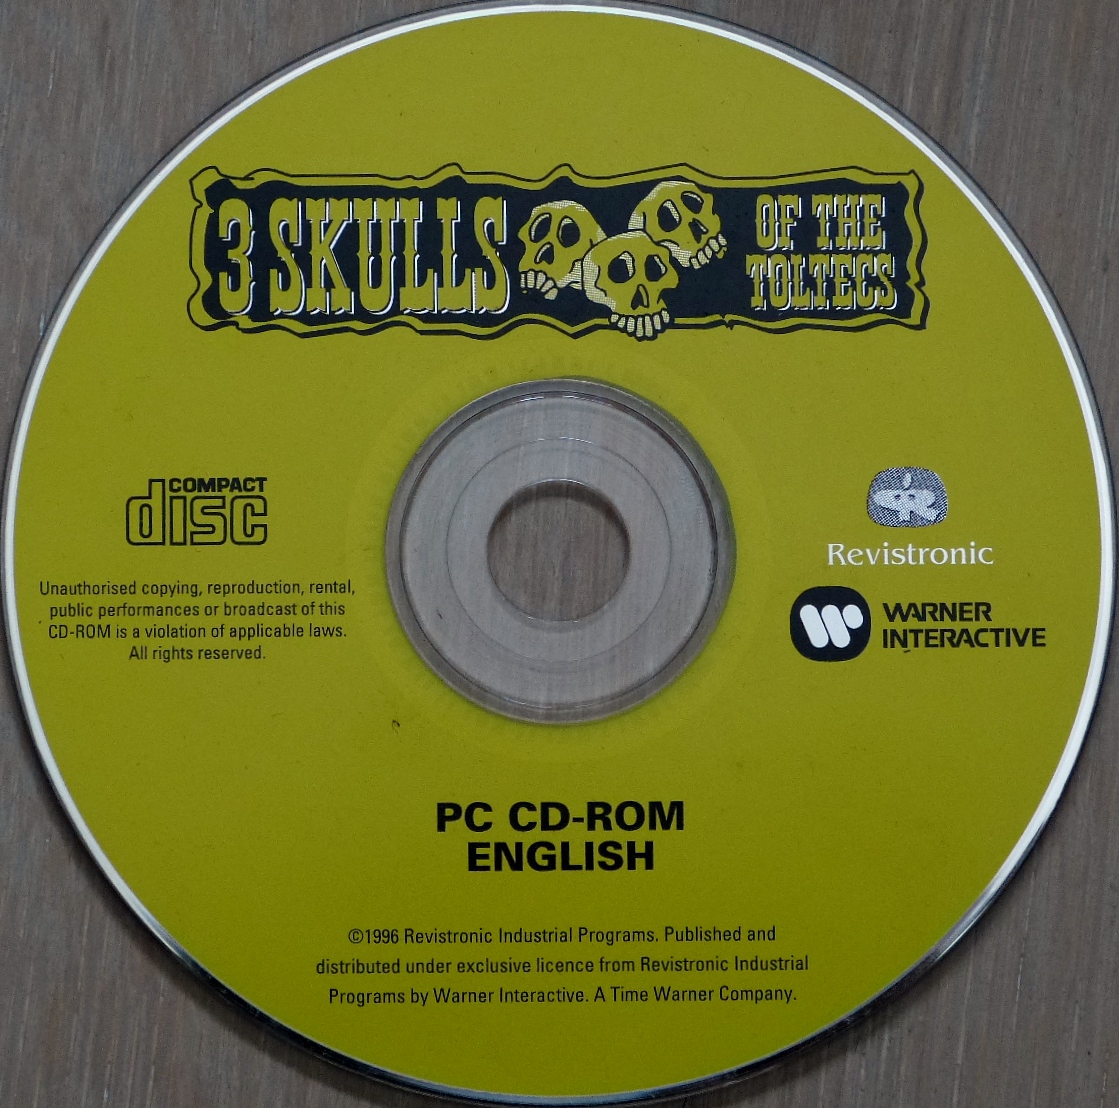 3 SKULLS
OF THE
TOLTECS
COMPACT
disc
Unauthorised copying, reproduction, rental,
public performances or broadcast of this
CD-ROM is a violation of applicable laws.
All rights reserved.
Revistronic
WARNER
INTERACTIVE
PC CD-ROM
ENGLISH
©1996 Revistronic Industrial Programs. Published and
distributed under exclusive licence from Revistronic Industrial
Programs by Warner Interactive. A Time Warner Company.